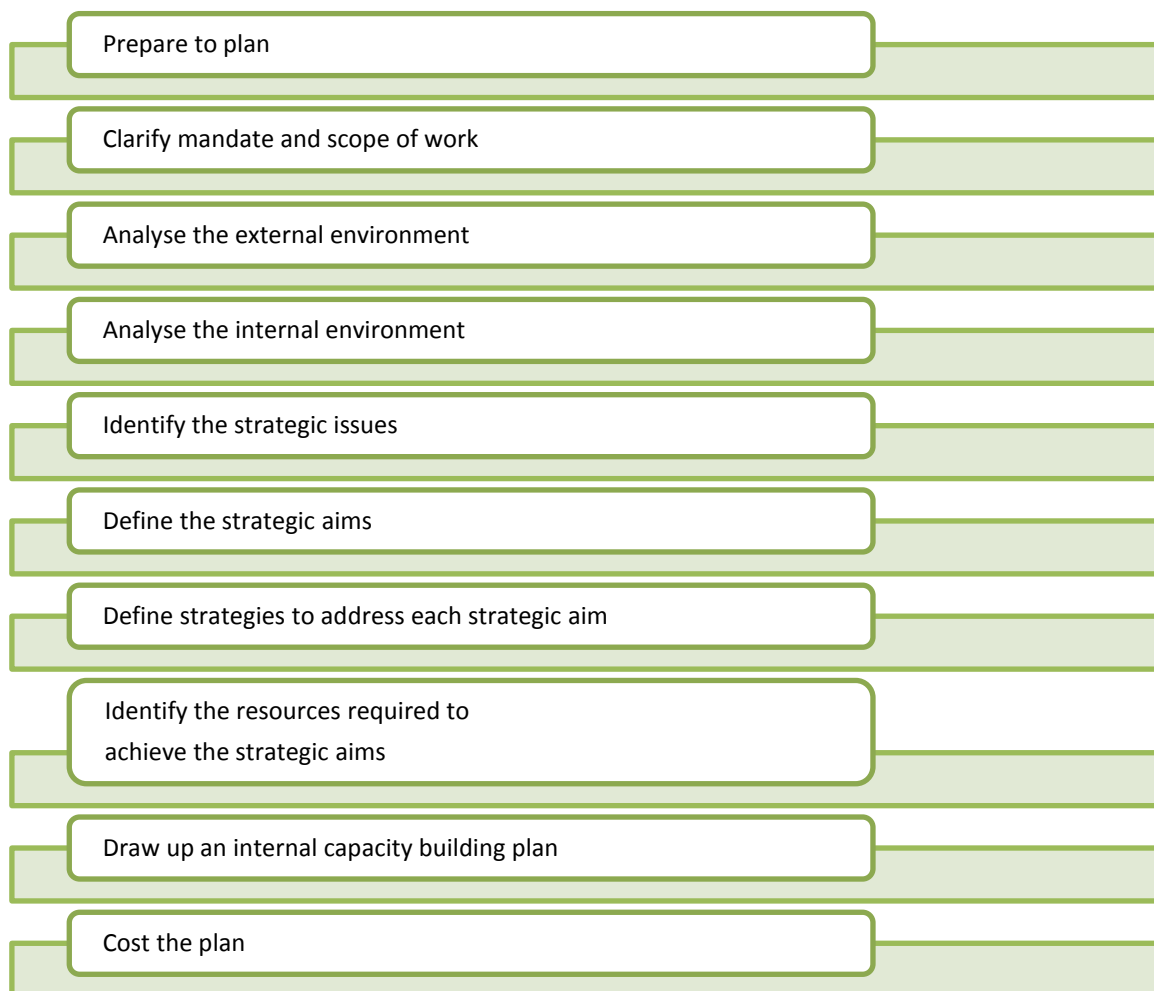 Prepare to plan
Clarify mandate and scope of work
Analyse the external environment
Analyse the internal environment
Identify the strategic issues
Define the strategic aims
Define strategies to address each strategic aim
Identify the resources required to
achieve the strategic aims
Draw up an internal capacity building plan
Cost the plan